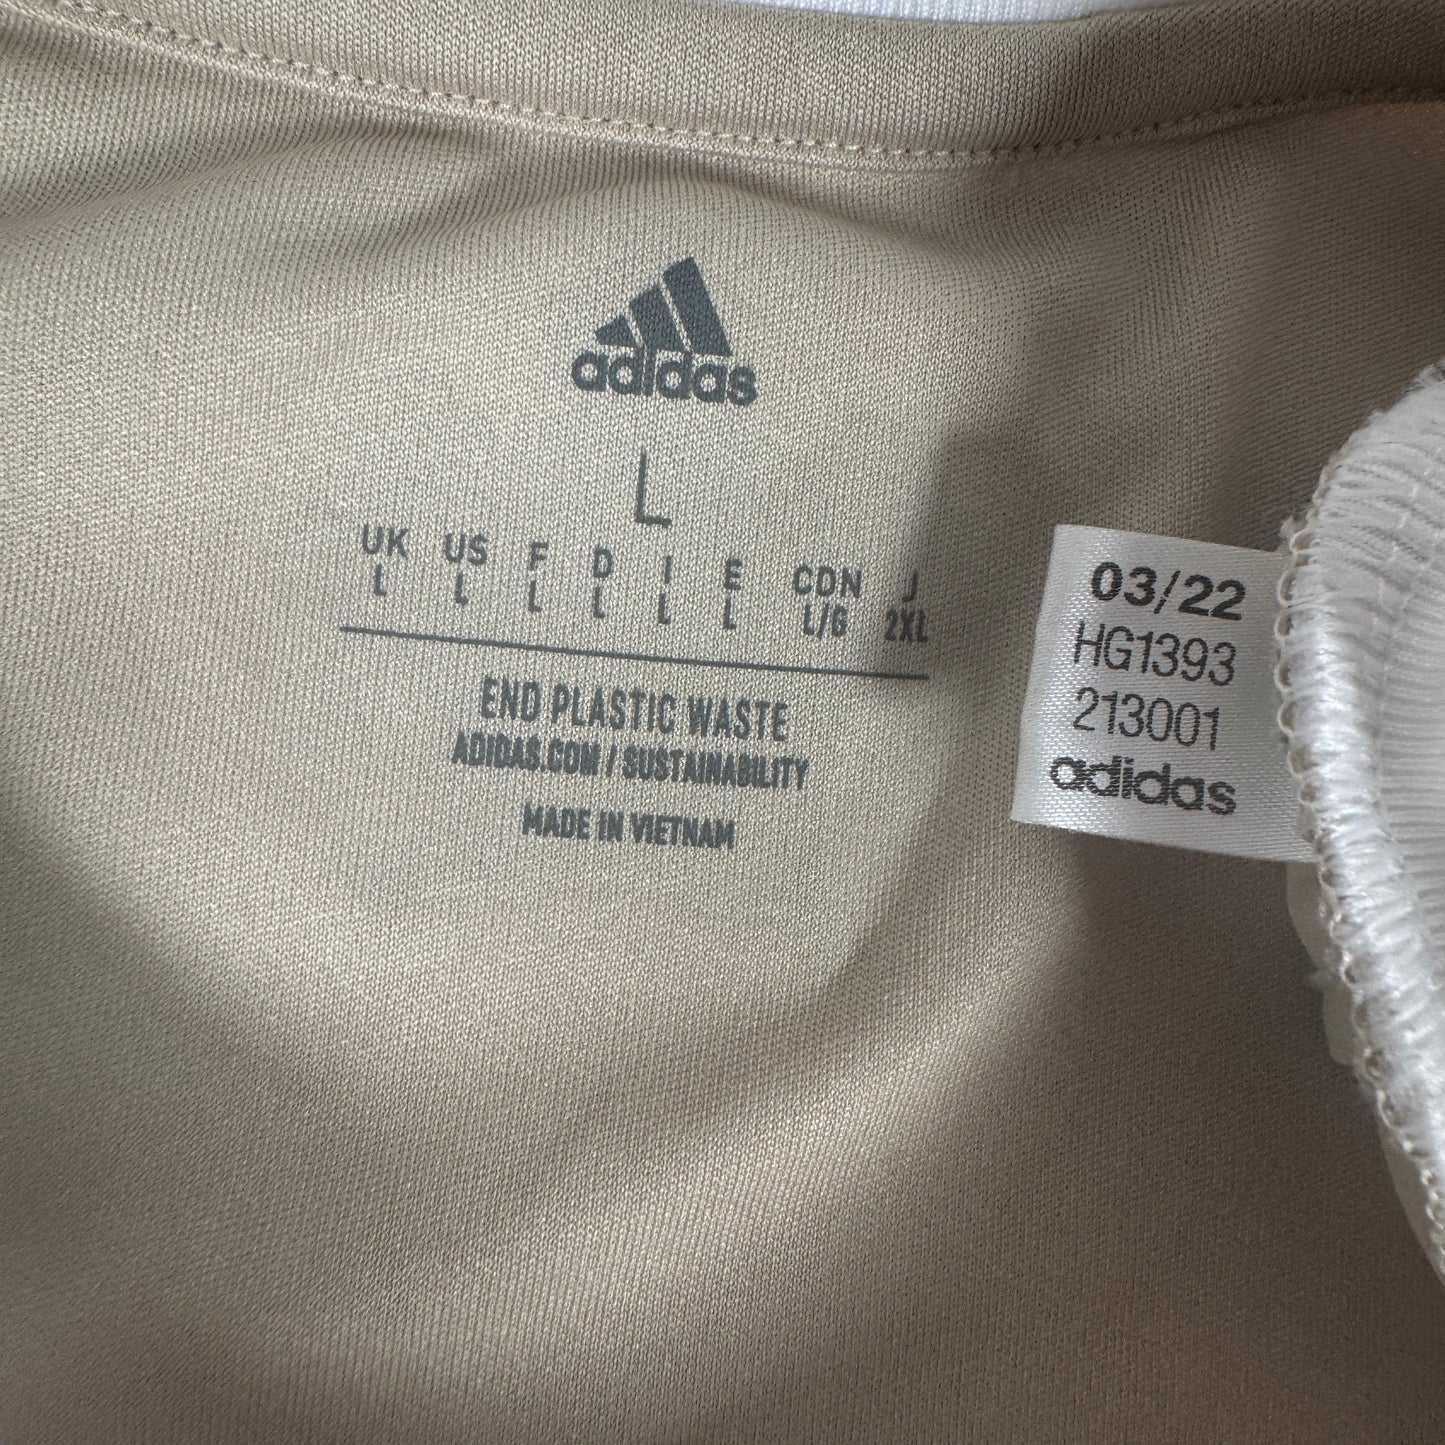 adidas
L
UK US F D I E CDN J
L L L L L L L/G 2XL
END PLASTIC WASTE
ADIDAS.COM / SUSTAINABILITY
MADE IN VIETNAM
03/22
HG1393
213001
adidas